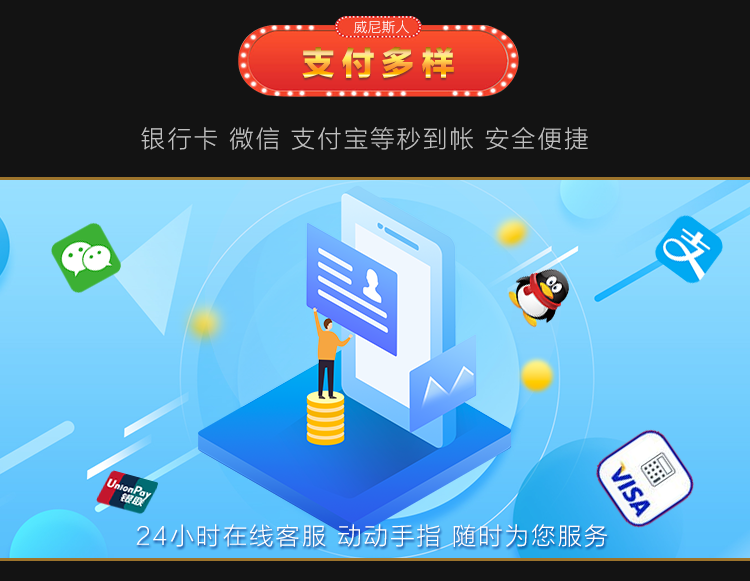 威尼斯人
支付多样
银行卡 微信 支付宝等秒到帐 安全便捷
支
UnionPay
银联
VISA
24小时在线客服 动动手指 随时为您服务